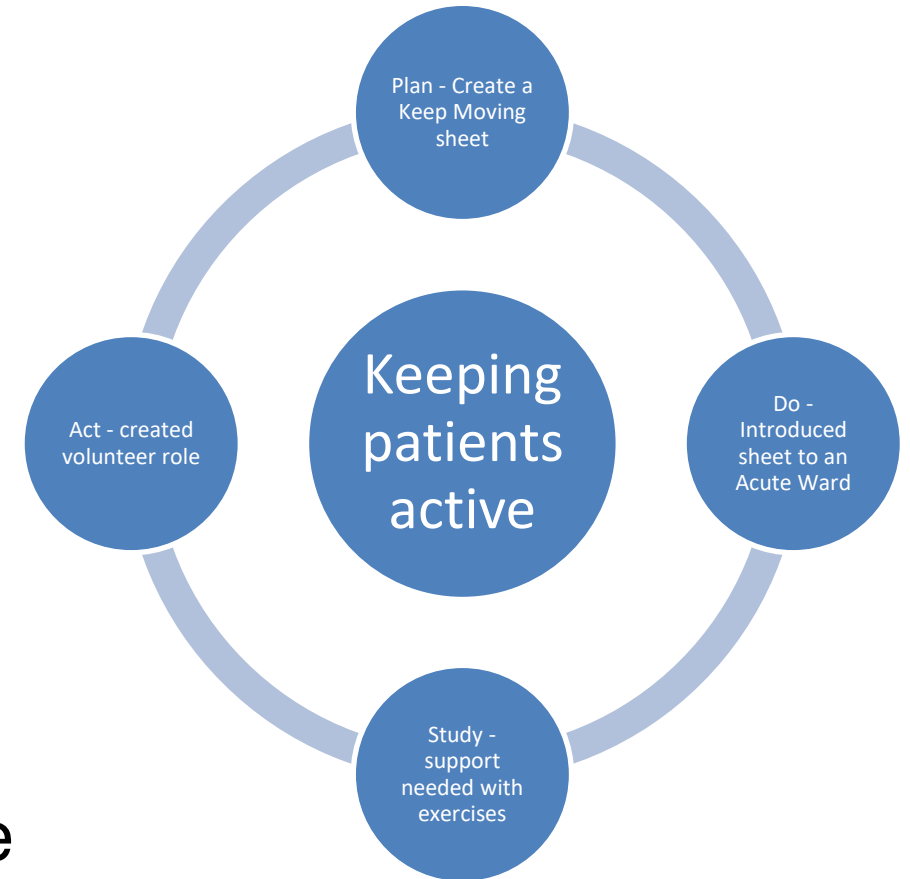 Plan - Create a
Keep Moving
sheet
Keeping
patients
active
Act - created
volunteer role
Do -
Introduced
sheet to an
Acute Ward
Study -
support
needed with
exercises
e